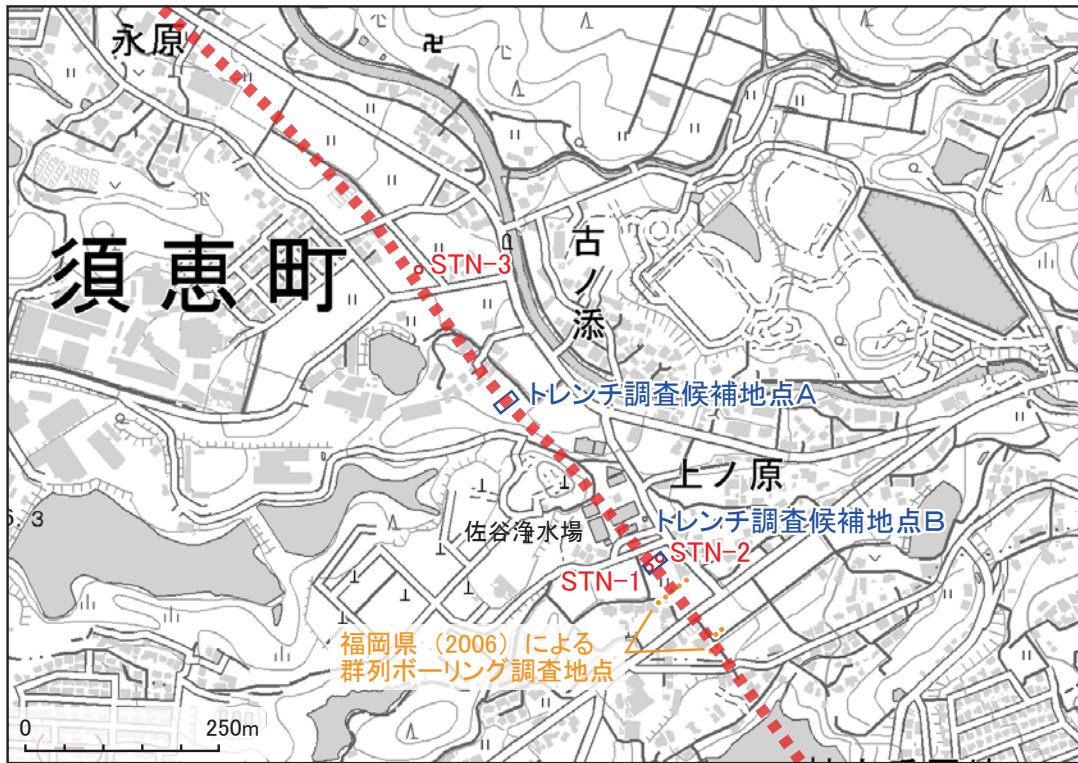 永原
須恵町
STN-3
古ノ添
トレンチ調査候補地点A
上ノ原
トレンチ調査候補地点B
佐谷浄水場
STN-2
STN-1
福岡県（2006）による
群列ボーリング調査地点
0 250m